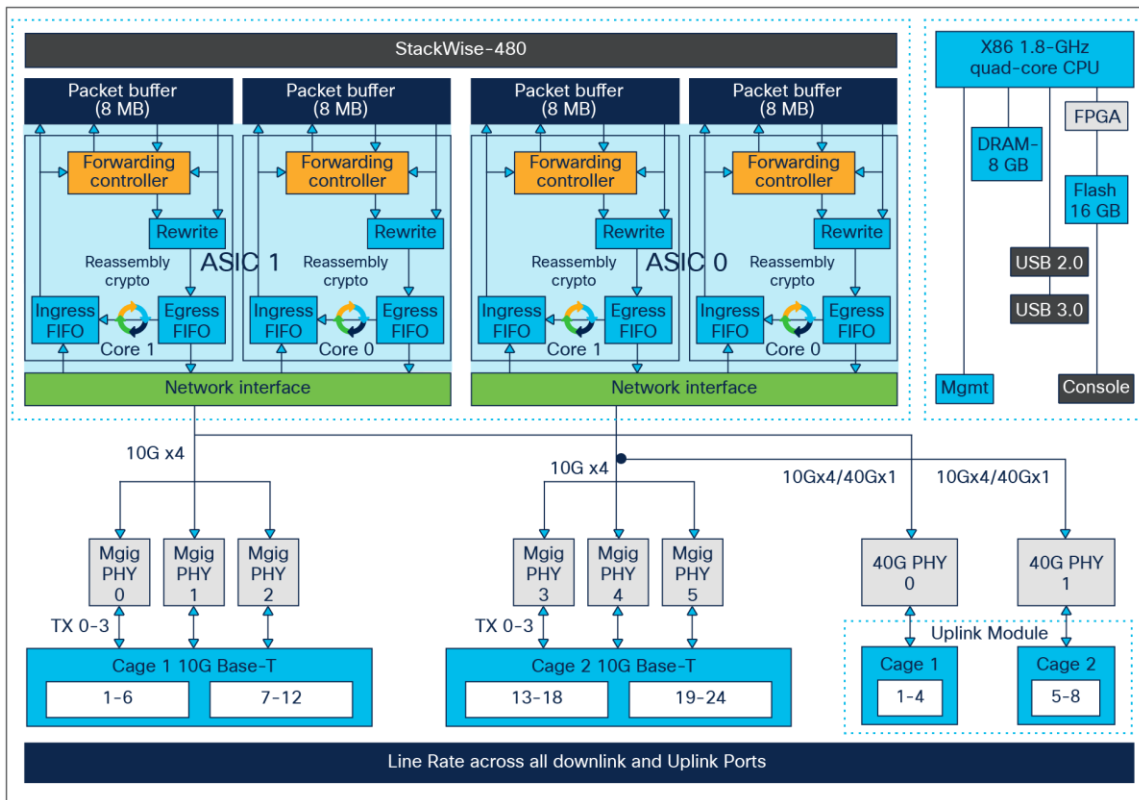 StackWise-480
Packet buffer
(8 MB)
Packet buffer
(8 MB)
Packet buffer
(8 MB)
Packet buffer
(8 MB)
Forwarding
controller
Forwarding
controller
Forwarding
controller
Forwarding
controller
Rewrite
Rewrite
Rewrite
Rewrite
ASIC 1
ASIC 0
Reassembly
crypto
Reassembly
crypto
Reassembly
crypto
Reassembly
crypto
Ingress
FIFO
Egress
FIFO
Core 1
Ingress
FIFO
Egress
FIFO
Core 0
Ingress
FIFO
Egress
FIFO
Core 1
Ingress
FIFO
Egress
FIFO
Core 0
Network interface
Network interface
X86 1.8-GHz
quad-core CPU
FPGA
DRAM-
8 GB
Flash
16 GB
USB 2.0
USB 3.0
Mgmt
Console
10G x4
10G x4
10Gx4/40Gx1
10Gx4/40Gx1
Mgig
PHY
0
Mgig
PHY
1
Mgig
PHY
2
Mgig
PHY
3
Mgig
PHY
4
Mgig
PHY
5
40G PHY
0
40G PHY
1
TX 0-3
TX 0-3
Uplink Module
Cage 1 10G Base-T
1-6
7-12
Cage 2 10G Base-T
13-18
19-24
Cage 1
1-4
Cage 2
5-8
Line Rate across all downlink and Uplink Ports